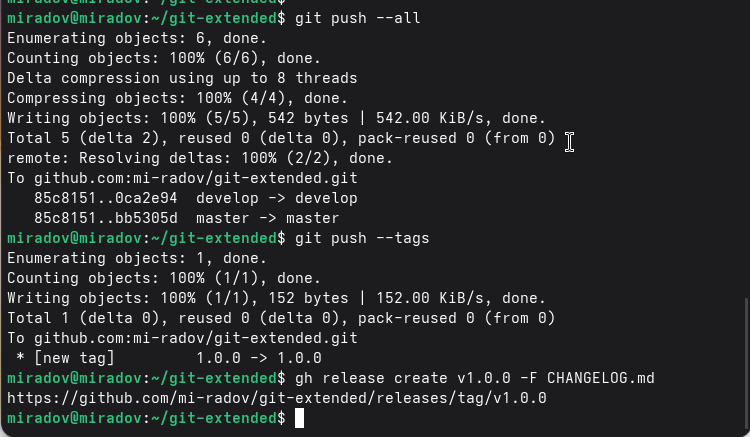 miradov@miradov:~/git-extended$ git push --all
Enumerating objects: 6, done.
Counting objects: 100% (6/6), done.
Delta compression using up to 8 threads
Compressing objects: 100% (4/4), done.
Writing objects: 100% (5/5), 542 bytes | 542.00 KiB/s, done.
Total 5 (delta 2), reused 0 (delta 0), pack-reused 0 (from 0)
remote: Resolving deltas: 100% (2/2), done.
To github.com:mi-radov/git-extended.git
   85c8151..0ca2e94  develop -> develop
   85c8151..bb5305d  master -> master
miradov@miradov:~/git-extended$ git push --tags
Enumerating objects: 1, done.
Counting objects: 100% (1/1), done.
Writing objects: 100% (1/1), 152 bytes | 152.00 KiB/s, done.
Total 1 (delta 0), reused 0 (delta 0), pack-reused 0 (from 0)
To github.com:mi-radov/git-extended.git
 * [new tag]         1.0.0 -> 1.0.0
miradov@miradov:~/git-extended$ gh release create v1.0.0 -F CHANGELOG.md
https://github.com/mi-radov/git-extended/releases/tag/v1.0.0
miradov@miradov:~/git-extended$